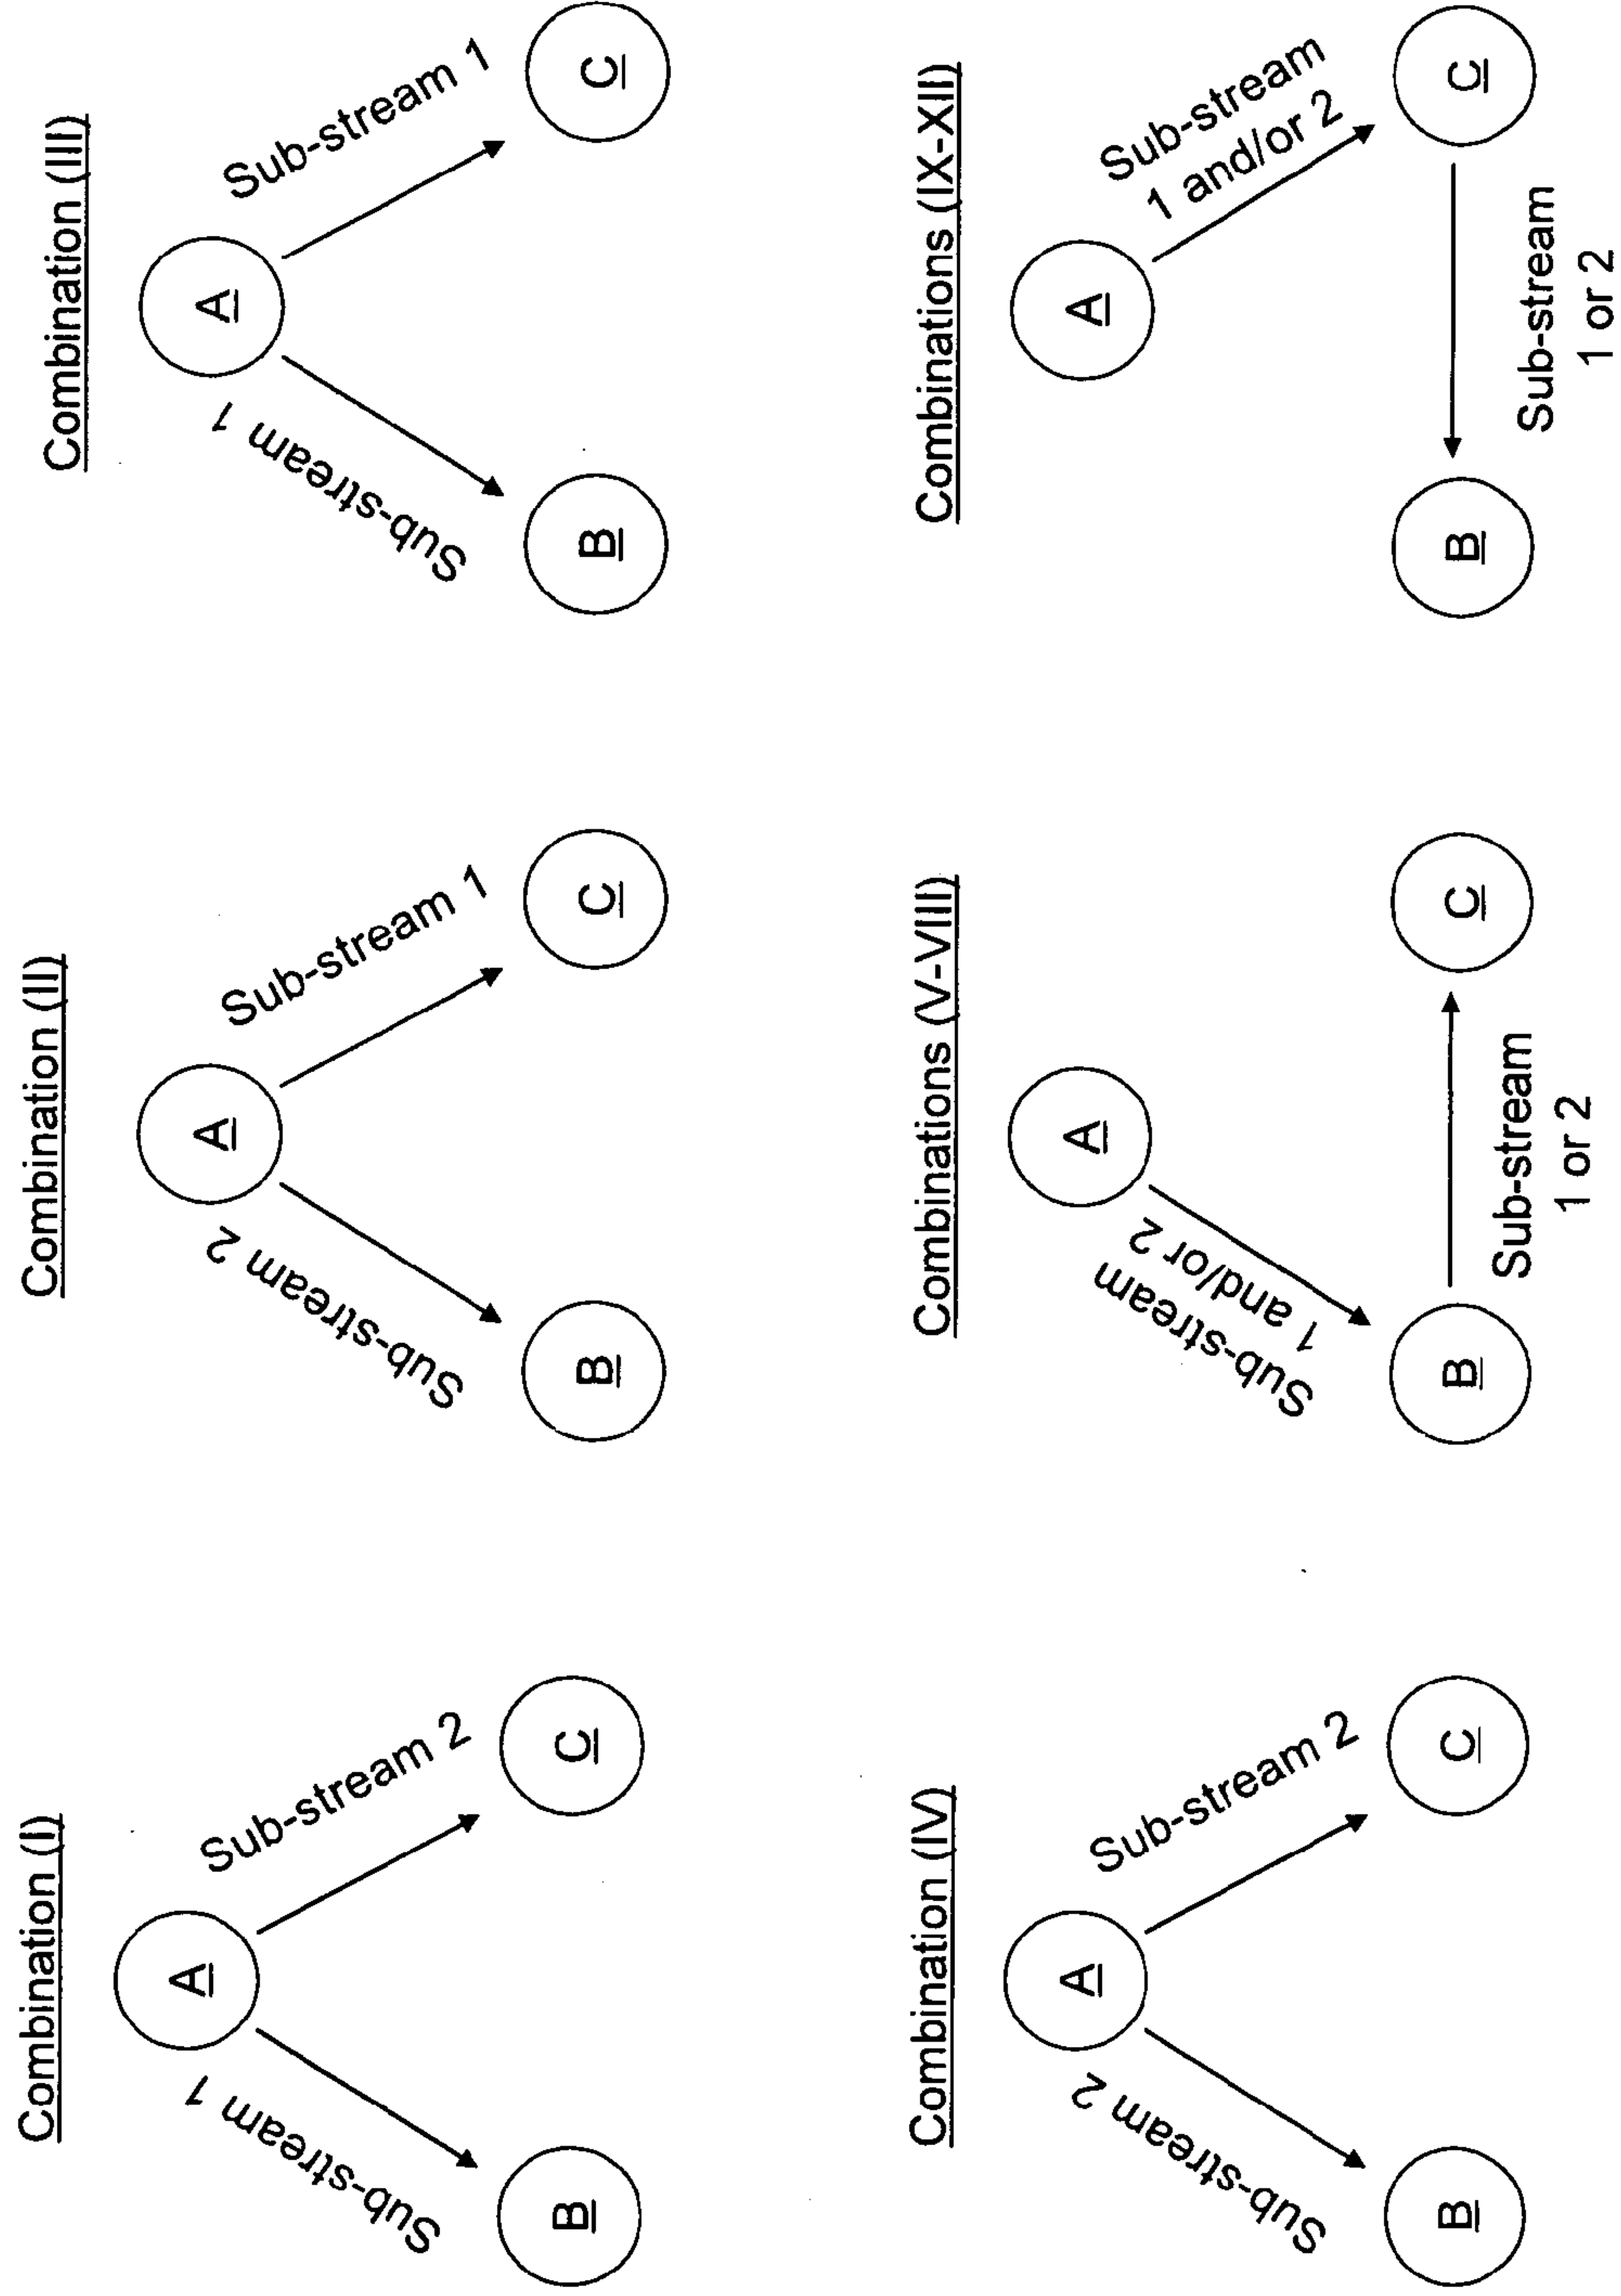 Combination (I)
A
Sub-stream 1
Sub-stream 2
B
C
Combination (II)
A
Sub-stream 2
Sub-stream 1
B
C
Combination (III)
A
Sub-stream 1
Sub-stream 1
B
C
Combination (IV)
A
Sub-stream 2
Sub-stream 2
B
C
Combinations (V-VIII)
A
Sub-stream
1 and/or 2
B
C
Sub-stream
1 or 2
Combinations (IX-XII)
A
Sub-stream
1 and/or 2
B
C
Sub-stream
1 or 2